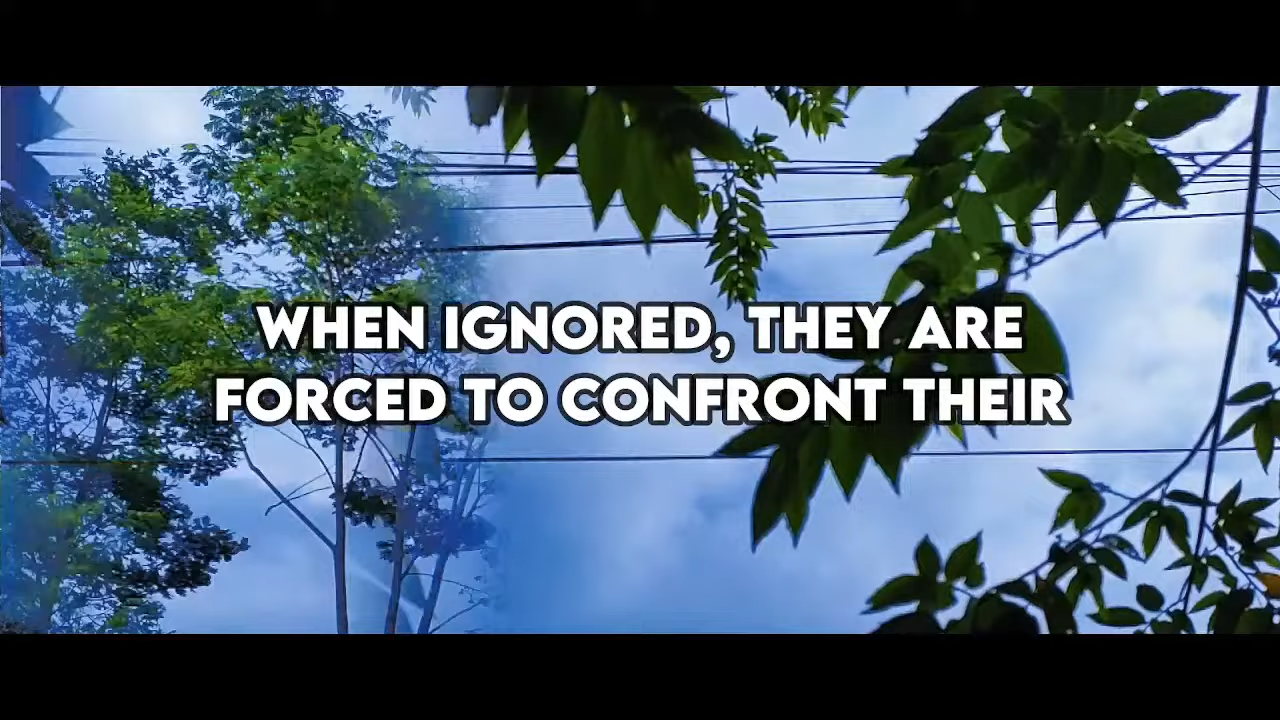 WHEN IGNORED, THEY ARE
FORCED TO CONFRONT THEIR